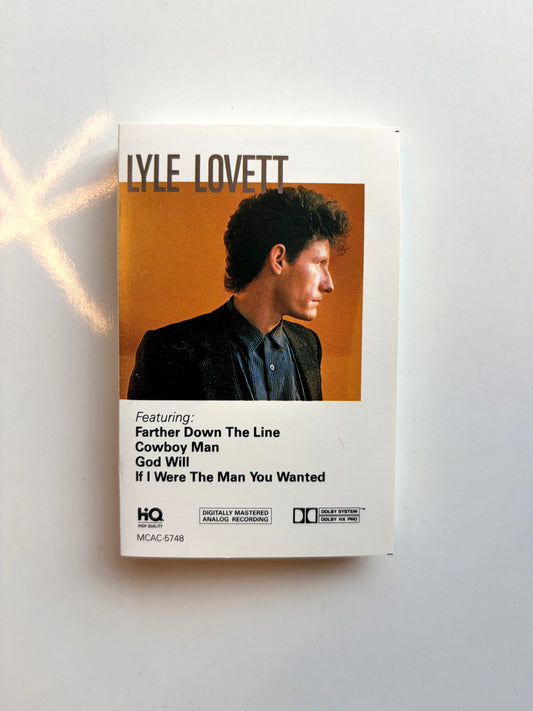 LYLE LOVETT
Featuring:
Farther Down The Line
Cowboy Man
God Will
If I Were The Man You Wanted
HQ
HIGH QUALITY
DIGITALLY MASTERED
ANALOG RECORDING
DOLBY SYSTEM ™
DOLBY HX PRO
MCAC-5748